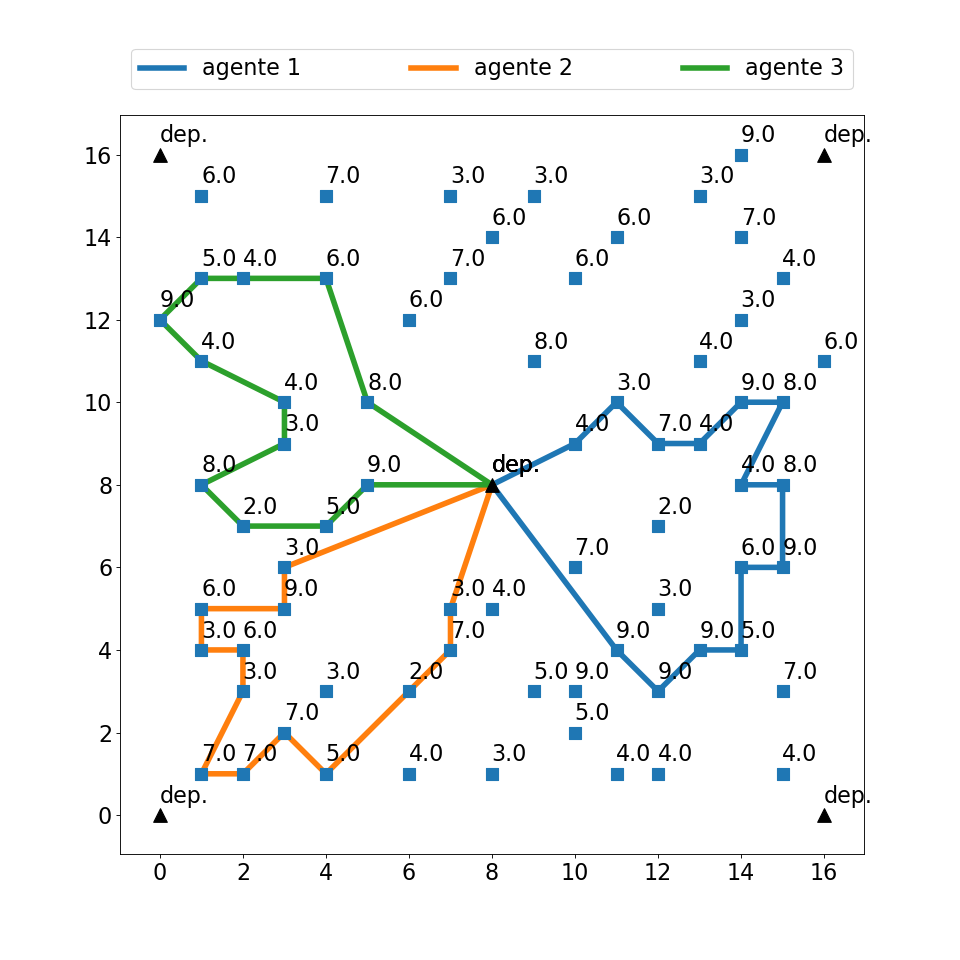 agente 1 agente 2 agente 3
9.0
dep. dep.
16
6.0 7.0 3.0 3.0 3.0
6.0 6.0 7.0
14
5.0 4.0 6.0 7.0 6.0 4.0
9.0 6.0 3.0
12
4.0 8.0 4.0 6.0
4.0 8.0 3.0 9.0 8.0
10
3.0 4.0 7.0 4.0
8.0 9.0 dep. dep. 4.0 8.0
8
2.0 5.0 2.0
3.0 7.0 6.0 9.0
6
6.0 9.0 3.0 4.0 3.0
3.0 6.0 7.0 9.0 9.0 5.0
4
3.0 3.0 2.0 5.0 9.0 9.0 7.0
7.0 5.0
2
7.0 7.0 5.0 4.0 3.0 4.0 4.0 4.0
dep. dep.
0
0 2 4 6 8 10 12 14 16